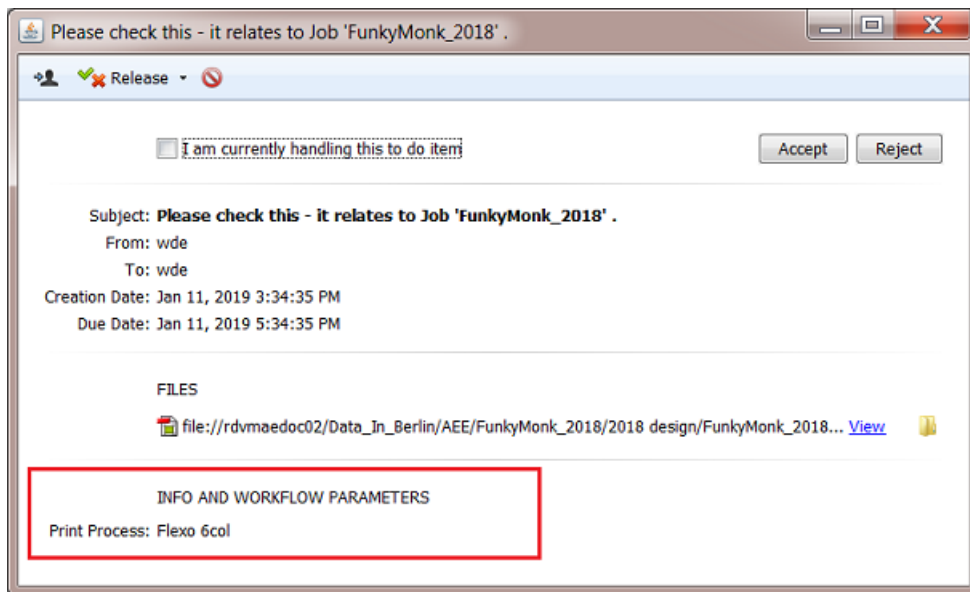 Please check this - it relates to Job 'FunkyMonk_2018' .
Release
I am currently handling this to do item
Accept Reject
Subject: Please check this - it relates to Job 'FunkyMonk_2018' .
From: wde
To: wde
Creation Date: Jan 11, 2019 3:34:35 PM
Due Date: Jan 11, 2019 5:34:35 PM
FILES
file://rdvmaedoc02/Data_In_Berlin/AEE/FunkyMonk_2018/2018 design/FunkyMonk_2018... View
INFO AND WORKFLOW PARAMETERS
Print Process: Flexo 6col